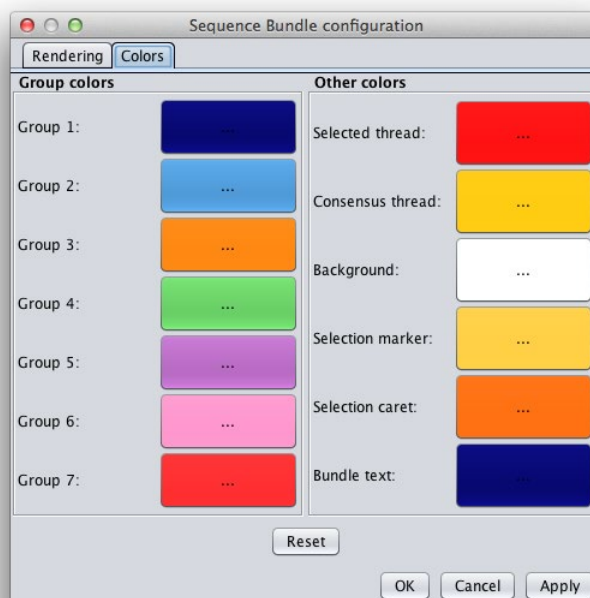 Sequence Bundle configuration
Rendering Colors
Group colors
Group 1: ...
Group 2: ...
Group 3: ...
Group 4: ...
Group 5: ...
Group 6: ...
Group 7: ...
Other colors
Selected thread: ...
Consensus thread: ...
Background: ...
Selection marker: ...
Selection caret: ...
Bundle text: ...
Reset
OK Cancel Apply